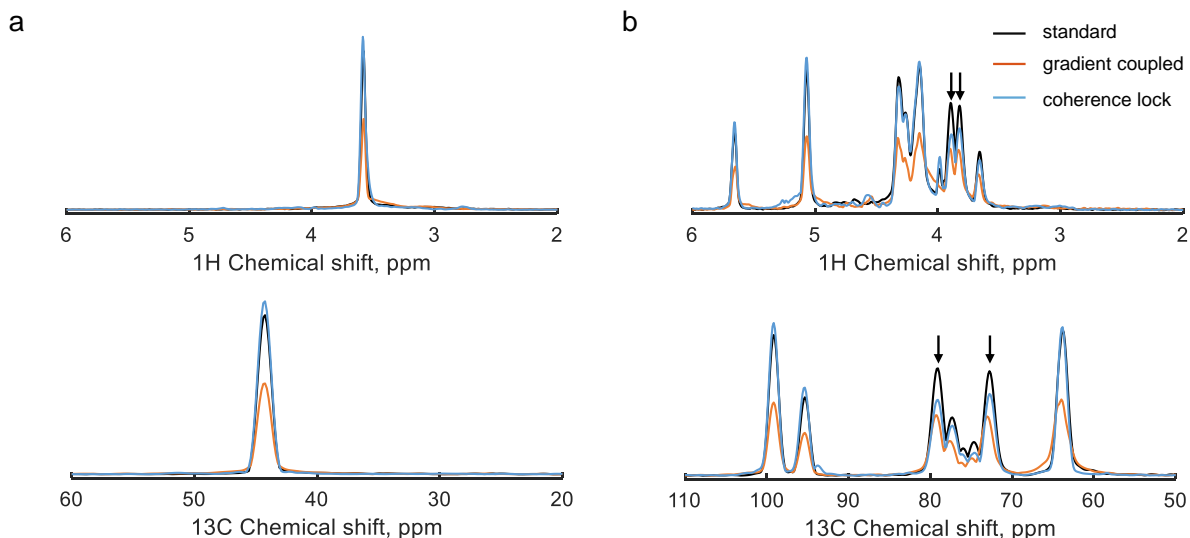 a
6 5 4 3 2
1H Chemical shift, ppm
60 50 40 30 20
13C Chemical shift, ppm
b
standard
gradient coupled
coherence lock
6 5 4 3 2
1H Chemical shift, ppm
110 100 90 80 70 60 50
13C Chemical shift, ppm